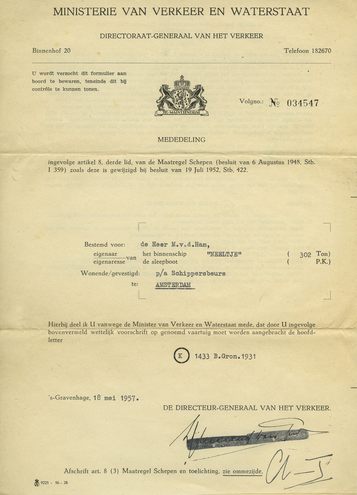 MINISTERIE VAN VERKEER EN WATERSTAAT
DIRECTORAAT-GENERAAL VAN HET VERKEER
Binnenhof 20
Telefoon 182670
U wordt verzocht dit formulier aan
boord te bewaren, teneinde dit bij
contrôle te kunnen tonen.
Volgno.: No 034547
MEDEDELING
ingevolge artikel 8, derde lid, van de Maatregel Schepen (besluit van 6 Augustus 1948, Stb.
I 359) zoals deze is gewijzigd bij besluit van 19 Juli 1952, Stb. 422.
Bestemd voor: de Heer M.v.d.Ham,
eigenaar van het binnenschip "NEELTJE" ( 302 Ton)
eigenaresse de sleepboot ( P.K.)
Wonende/gevestigd: p/a Schippersbeurs
te: AMSTERDAM
Hierbij deel ik U vanwege de Minister van Verkeer en Waterstaat mede, dat door U ingevolge
bovenvermeld wettelijk voorschrift op genoemd vaartuig moet worden aangebracht de hoofd-
letter
K 1433 B.Gron.1931
's-Gravenhage, 18 mei 1957.
DE DIRECTEUR-GENERAAL VAN HET VERKEER,
Afschrift art. 8 (3) Maatregel Schepen en toelichting, zie ommezijde.